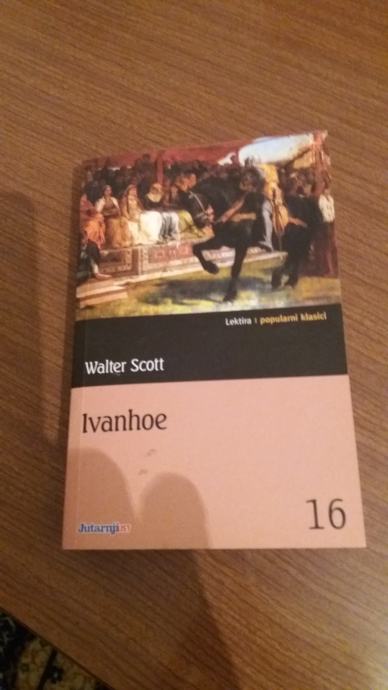 Lektira i popularni klasici
Walter Scott
Ivanhoe
16
Jutarnji